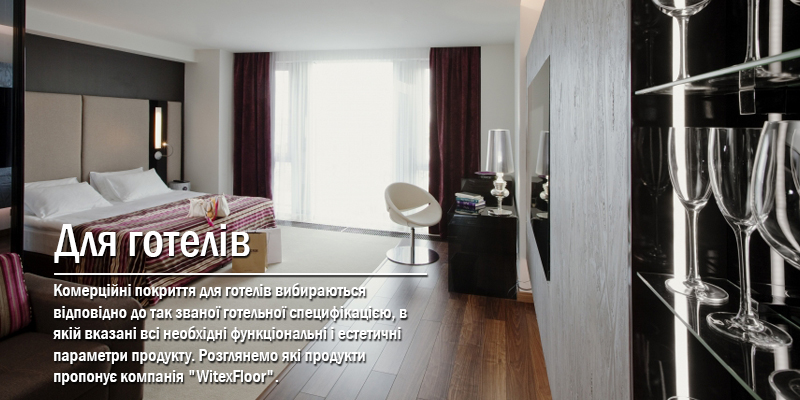 Для готелів
Комерційні покриття для готелів вибираються
відповідно до так званої готельної специфікацією, в
якій вказані всі необхідні функціональні і естетичні
параметри продукту. Розглянемо які продукти
пропонує компанія "WitexFloor".